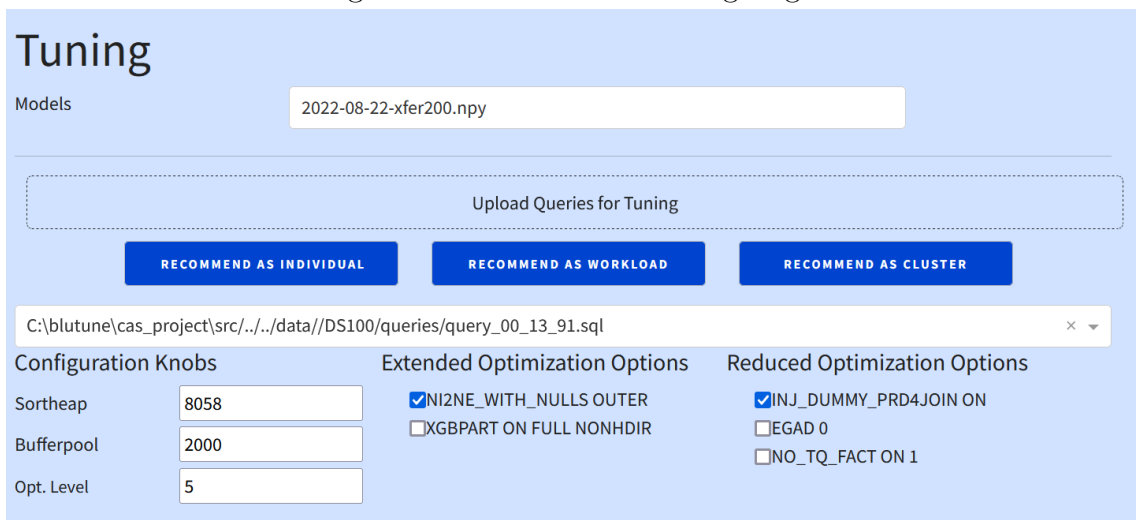 Tuning
Models 2022-08-22-xfer200.npy
Upload Queries for Tuning
RECOMMEND AS INDIVIDUAL RECOMMEND AS WORKLOAD RECOMMEND AS CLUSTER
C:\blutune\cas_project\src/../../data//DS100/queries/query_00_13_91.sql × 
Configuration Knobs Extended Optimization Options Reduced Optimization Options
Sortheap 8058 NI2NE_WITH_NULLS OUTER INJ_DUMMY_PRD4JOIN ON
Bufferpool 2000 XGBPART ON FULL NONHDIR EGAD 0
NO_TQ_FACT ON 1
Opt. Level 5